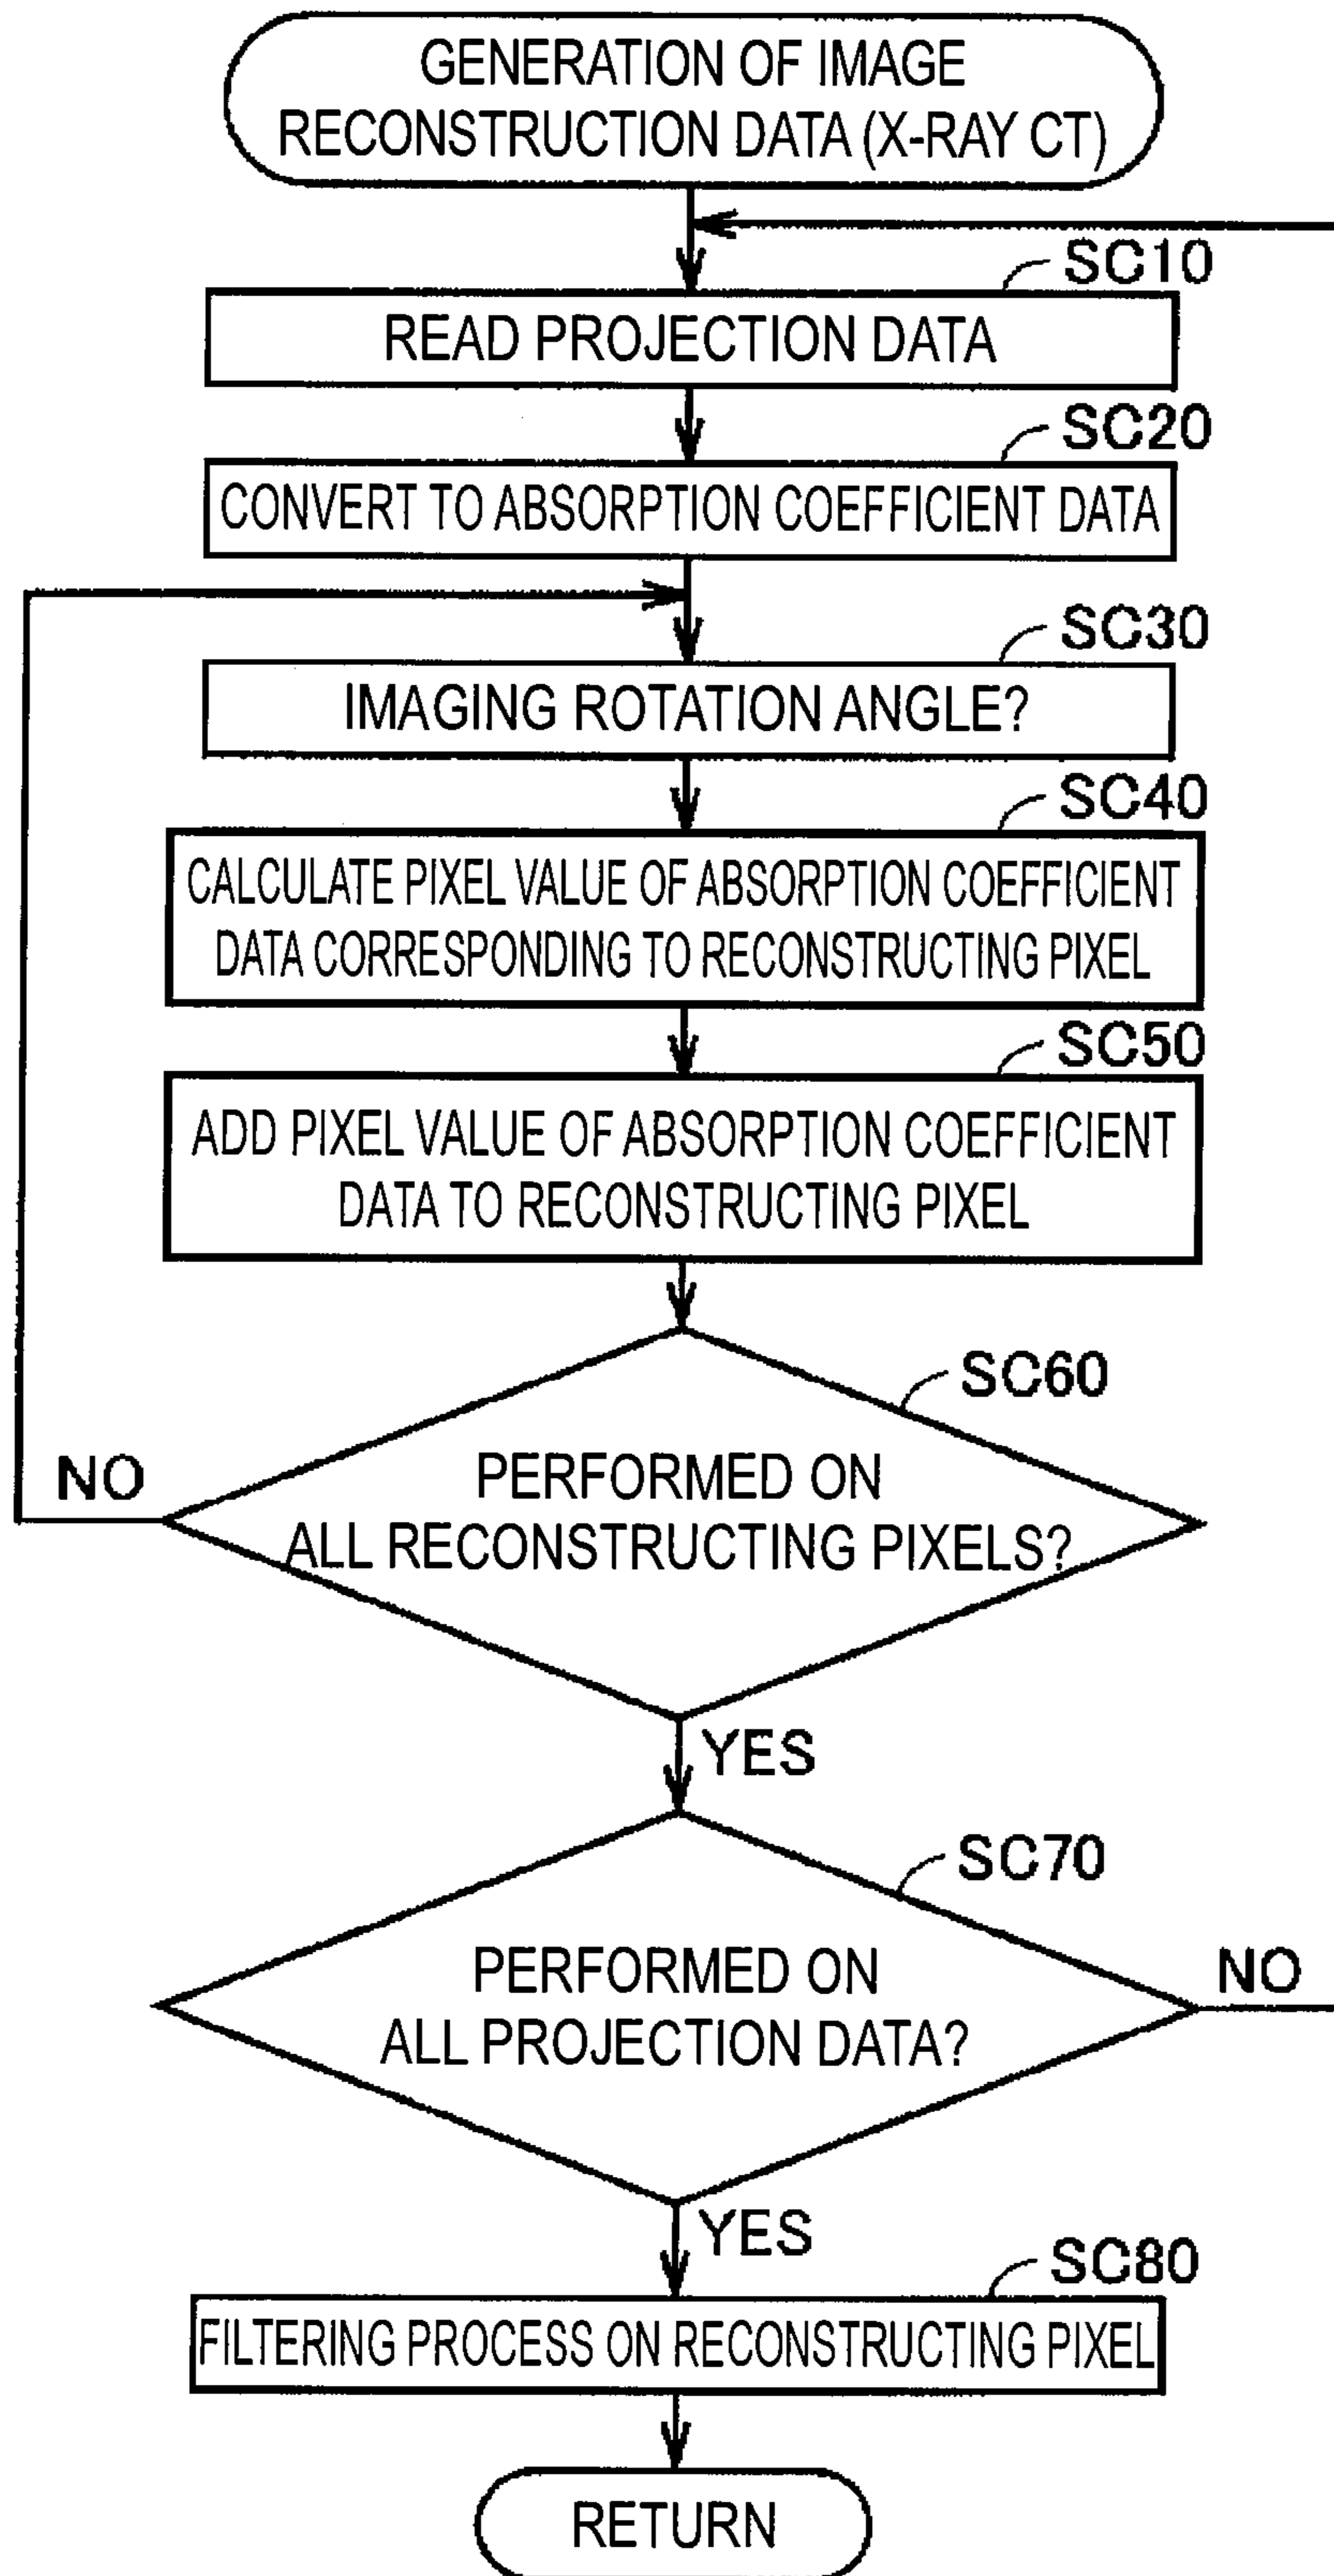 GENERATION OF IMAGE
RECONSTRUCTION DATA (X-RAY CT)
SC10
READ PROJECTION DATA
SC20
CONVERT TO ABSORPTION COEFFICIENT DATA
SC30
IMAGING ROTATION ANGLE?
SC40
CALCULATE PIXEL VALUE OF ABSORPTION COEFFICIENT
DATA CORRESPONDING TO RECONSTRUCTING PIXEL
SC50
ADD PIXEL VALUE OF ABSORPTION COEFFICIENT
DATA TO RECONSTRUCTING PIXEL
SC60
NO
PERFORMED ON
ALL RECONSTRUCTING PIXELS?
YES
SC70
PERFORMED ON
ALL PROJECTION DATA?
NO
YES
SC80
FILTERING PROCESS ON RECONSTRUCTING PIXEL
RETURN